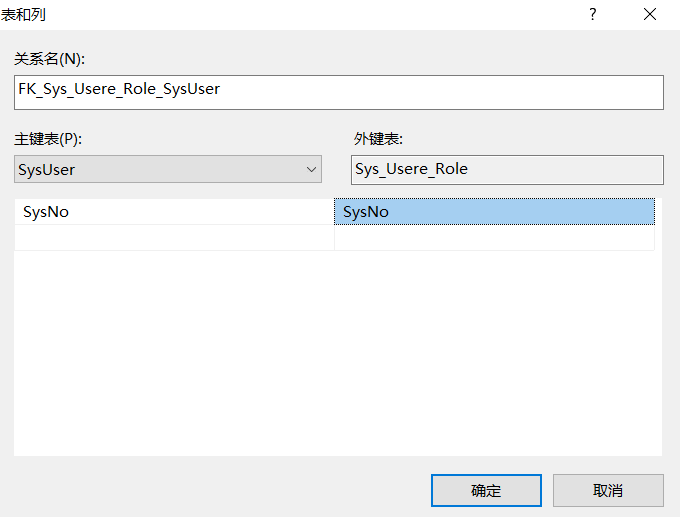 表和列
?
关系名(N):
FK_Sys_Usere_Role_SysUser
主键表(P):
外键表:
SysUser
Sys_Usere_Role
SysNo
SysNo
确定
取消